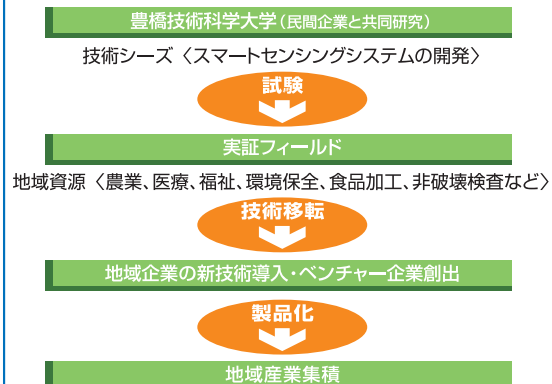 豊橋技術科学大学（民間企業と共同研究）
技術シーズ〈スマートセンシングシステムの開発〉
試験
実証フィールド
地域資源〈農業、医療、福祉、環境保全、食品加工、非破壊検査など〉
技術移転
地域企業の新技術導入・ベンチャー企業創出
製品化
地域産業集積